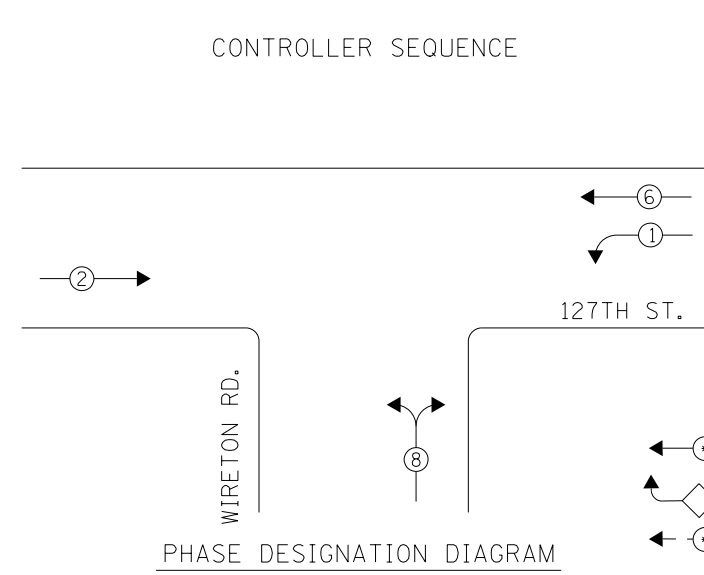 CONTROLLER SEQUENCE
6
1
2
127TH ST.
WIRETON RD.
8
PHASE DESIGNATION DIAGRAM